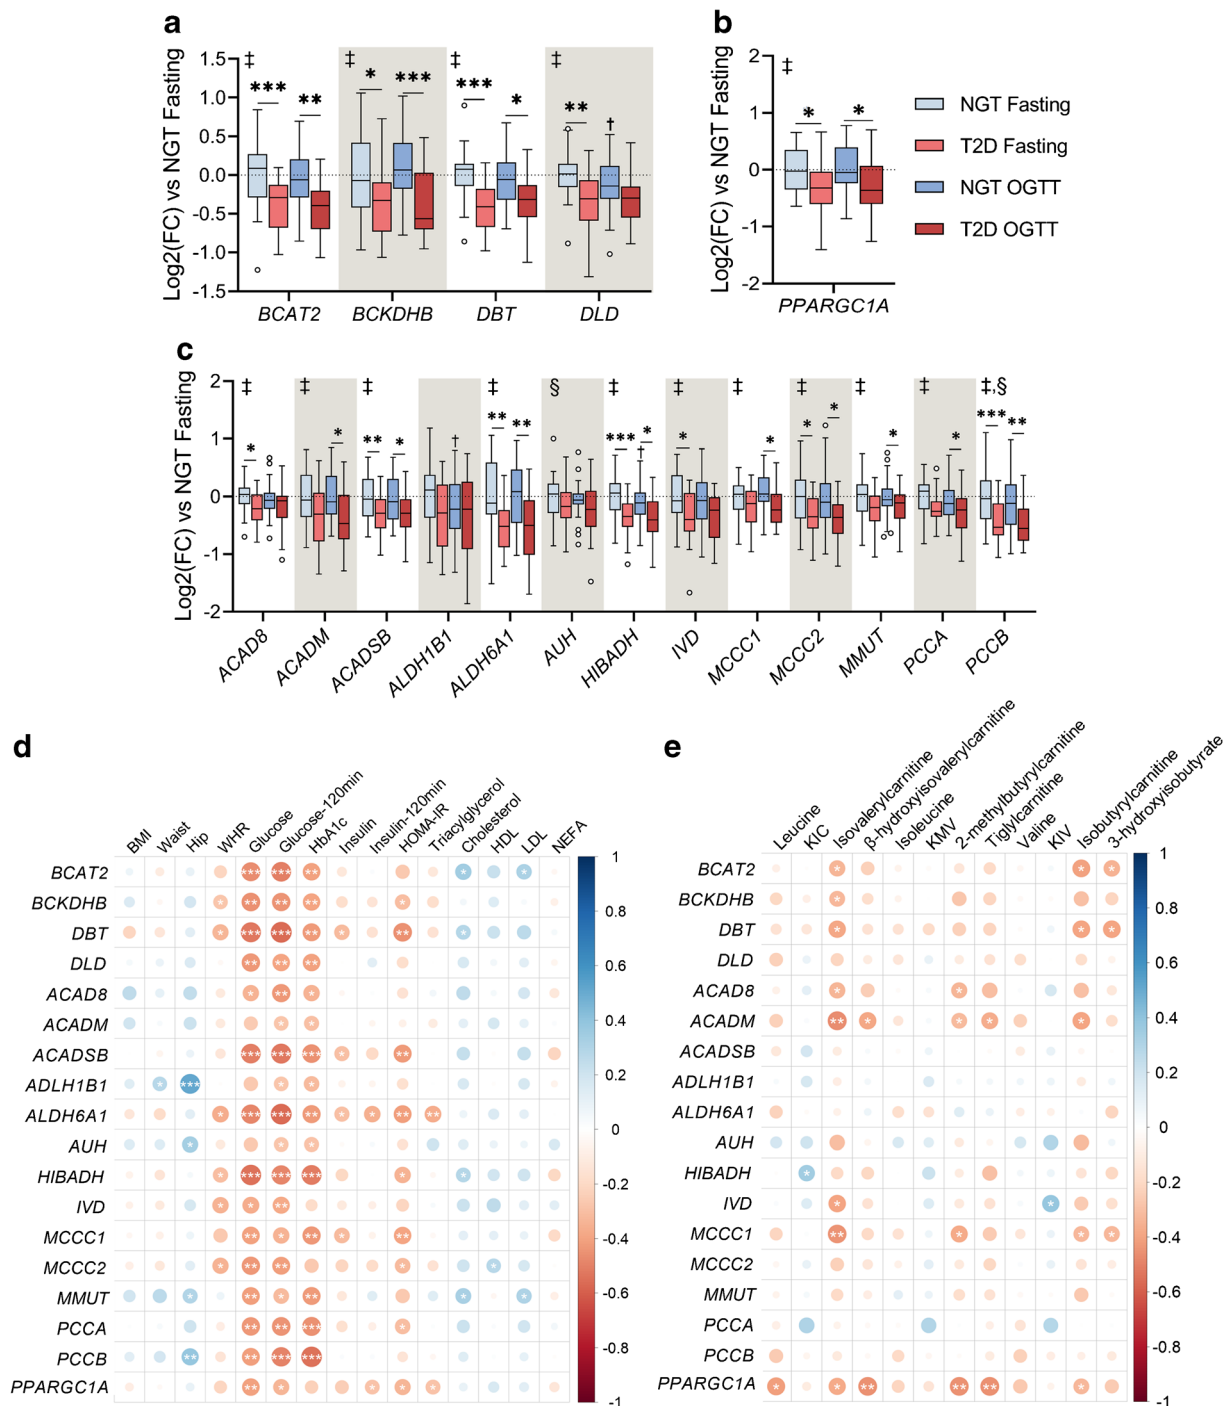 a
b
Log2(FC) vs NGT Fasting
1.5
1.0
0.5
0.0
-0.5
-1.0
-1.5
‡
‡
‡
‡
*** ** * *** *** * ** †
BCAT2 BCKDHB DBT DLD
Log2(FC) vs NGT Fasting
2
1
0
-1
-2
‡
* *
PPARGC1A
NGT Fasting
T2D Fasting
NGT OGTT
T2D OGTT
c
Log2(FC) vs NGT Fasting
2
1
0
-1
-2
‡ ‡ ‡ ‡ § ‡ ‡ ‡ ‡ ‡ ‡ ‡,§
* * ** * † ** ** *** † * * * * * * * *** **
ACAD8 ACADM ACADSB ALDH1B1 ALDH6A1 AUH HIBADH IVD MCCC1 MCCC2 MMUT PCCA PCCB
d
BMI Waist Hip WHR Glucose Glucose-120min HbA1c Insulin Insulin-120min HOMA-IR Triacylglycerol Cholesterol HDL LDL NEFA
BCAT2 *** *** ** * *
BCKDHB * ** ** ** *
DBT * *** *** ** * ** *
DLD ** ** **
ACAD8 * ** *
ACADM * *
ACADSB *** *** *** * **
ADLH1B1 * *** * *
ALDH6A1 * *** *** ** * * ** **
AUH * * *
HIBADH * *** *** *** * *
IVD * * **
MCCC1 ** * ** * **
MCCC2 * ** ** * *
MMUT * ** * ** * *
PCCA ** ** *** *
PCCB ** ** *** ***
PPARGC1A ** * * * *
1
0.8
0.6
0.4
0.2
0
-0.2
-0.4
-0.6
-0.8
-1
e
Leucine KIC Isovalerylcarnitine β-hydroxyisovalerylcarnitine Isoleucine KMV 2-methylbutyrylcarnitine Tiglylcarnitine Valine KIV Isobutyrylcarnitine 3-hydroxyisobutyrate
BCAT2 * * *
BCKDHB *
DBT * * *
DLD
ACAD8 * *
ACADM ** * * * *
ACADSB
ADLH1B1
ALDH6A1
AUH
HIBADH *
IVD * *
MCCC1 ** * * *
MCCC2
MMUT
PCCA
PCCB
PPARGC1A * * ** ** ** *
1
0.8
0.6
0.4
0.2
0
-0.2
-0.4
-0.6
-0.8
-1